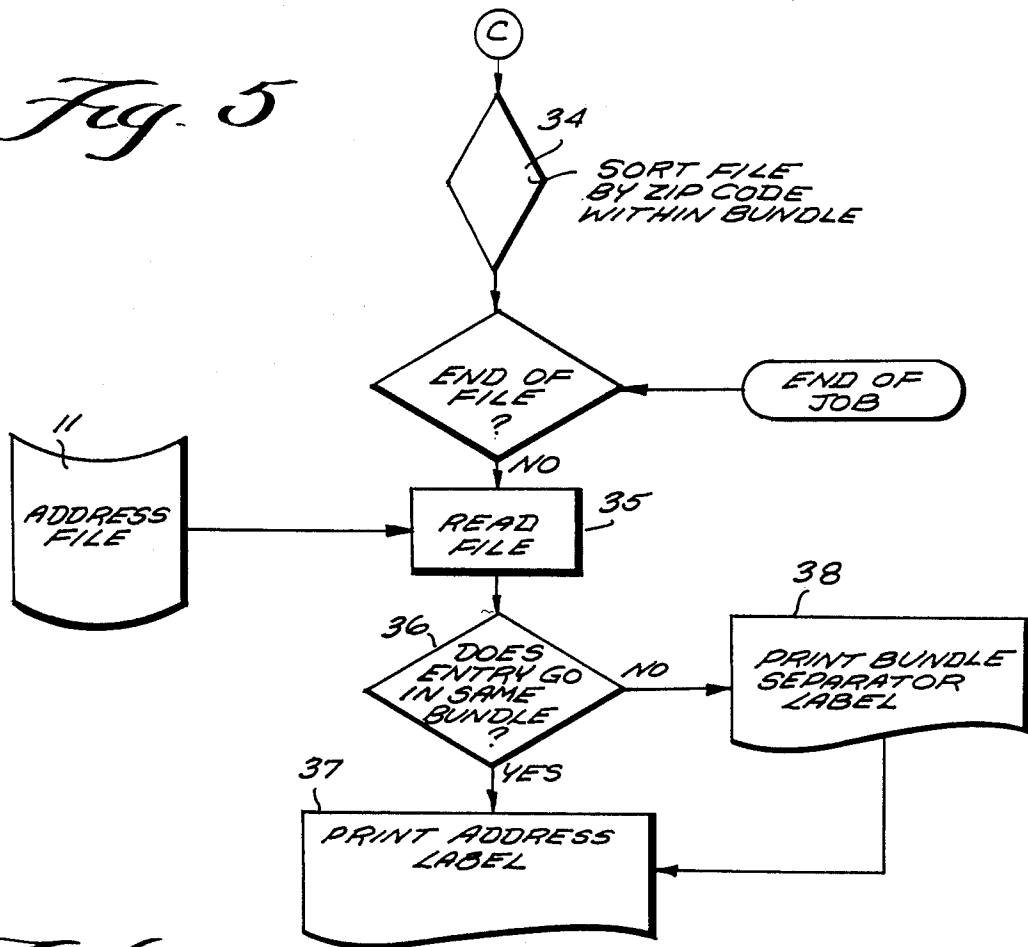 C
Fig. 5
34
SORT FILE
BY ZIP CODE
WITHIN BUNDLE
END OF
FILE
?
END OF
JOB
NO
11
ADDRESS
FILE
READ
FILE
35
36
DOES
ENTRY GO
IN SAME
BUNDLE
?
NO
38
PRINT BUNDLE
SEPARATOR
LABEL
YES
37
PRINT ADDRESS
LABEL